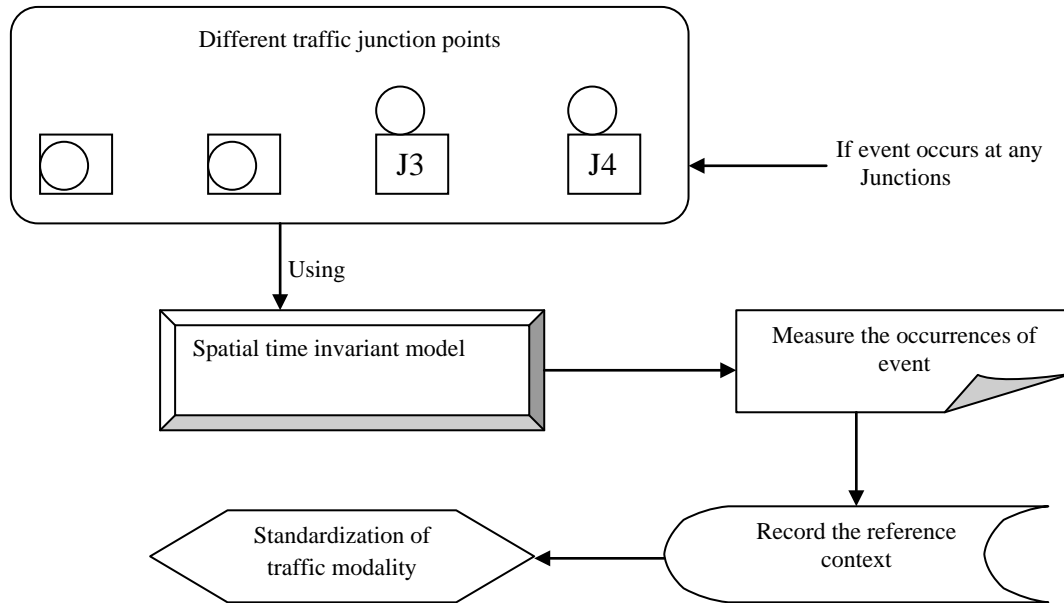 Different traffic junction points
J3
J4
If event occurs at any
Junctions
Using
Spatial time invariant model
Measure the occurrences of
event
Record the reference
context
Standardization of
traffic modality